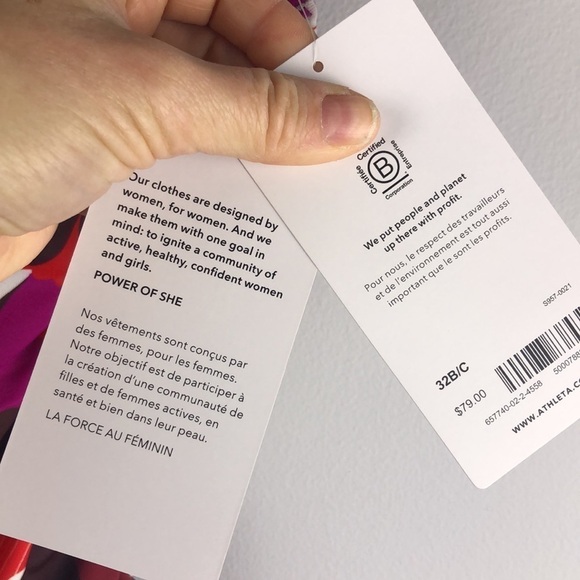 Our clothes are designed by
women, for women. And we
make them with one goal in
mind: to ignite a community of
active, healthy, confident women
and girls.
POWER OF SHE
Nos vêtements sont conçus par
des femmes, pour les femmes.
Notre objectif est de participer à
la création d'une communauté de
filles et de femmes actives, en
santé et bien dans leur peau.
LA FORCE AU FÉMININ
Certifiée Certified Entreprise
B
Corporation
We put people and planet
up there with profit.
Pour nous, le respect des travailleurs
et de l'environnement est tout aussi
important que le sont les profits.
S957-0021
32B/C
$79.00
657740-02-2-4558
WWW.ATHLETA.C